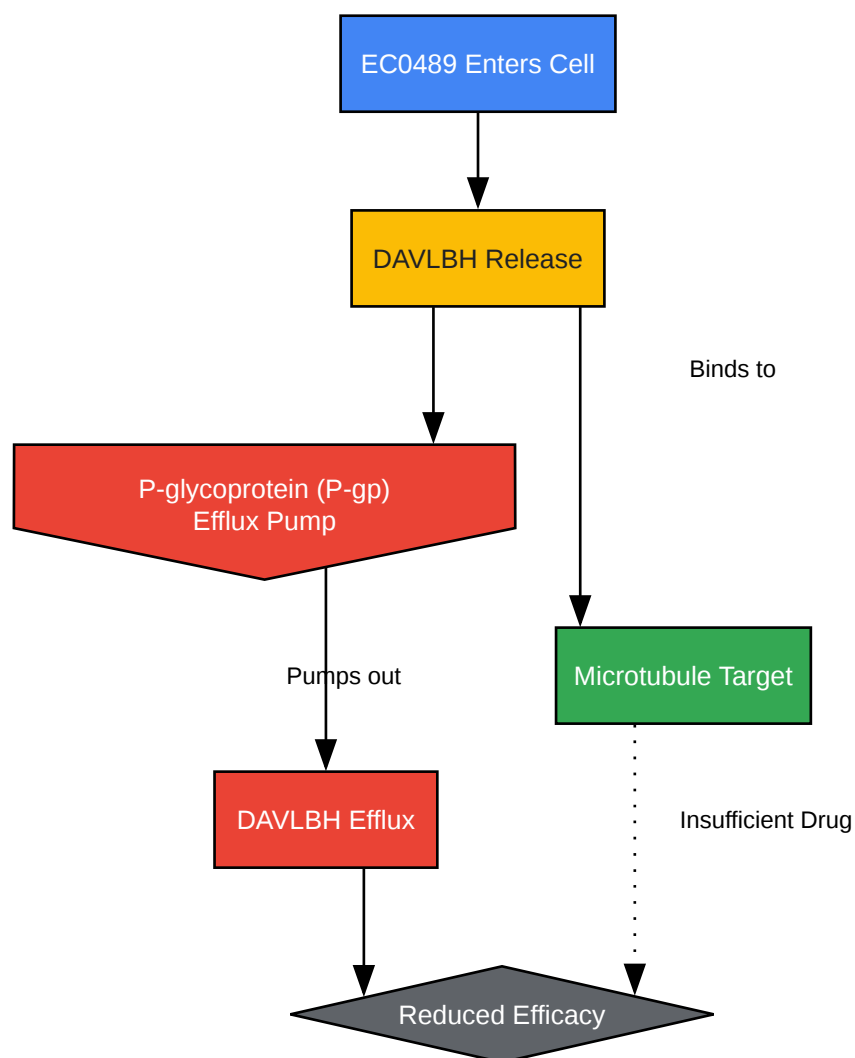 EC0489 Enters Cell
DAVLBH Release
Binds to
P-glycoprotein (P-gp)
Efflux Pump
Pumps out
Microtubule Target
DAVLBH Efflux
Insufficient Drug
Reduced Efficacy